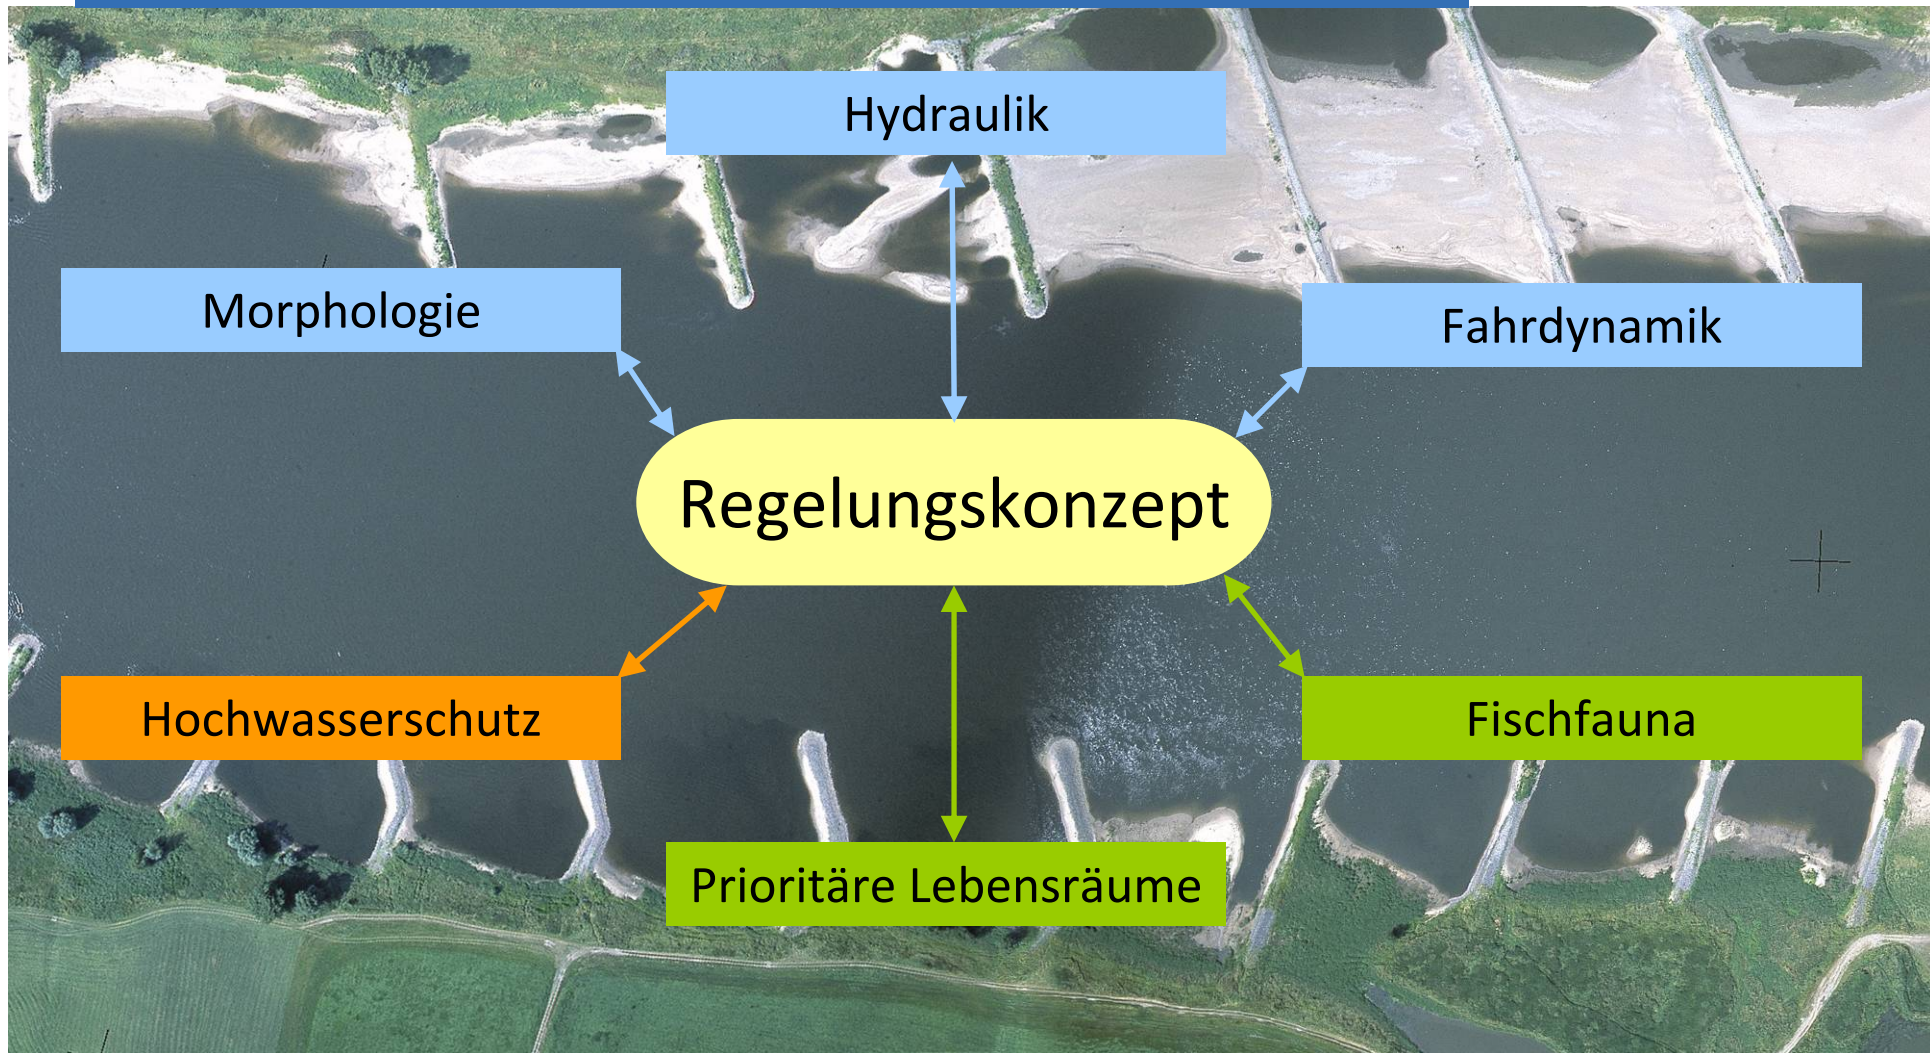 Hydraulik
Morphologie
Fahrdynamik
Regelungskonzept
Hochwasserschutz
Fischfauna
Prioritäre Lebensräume